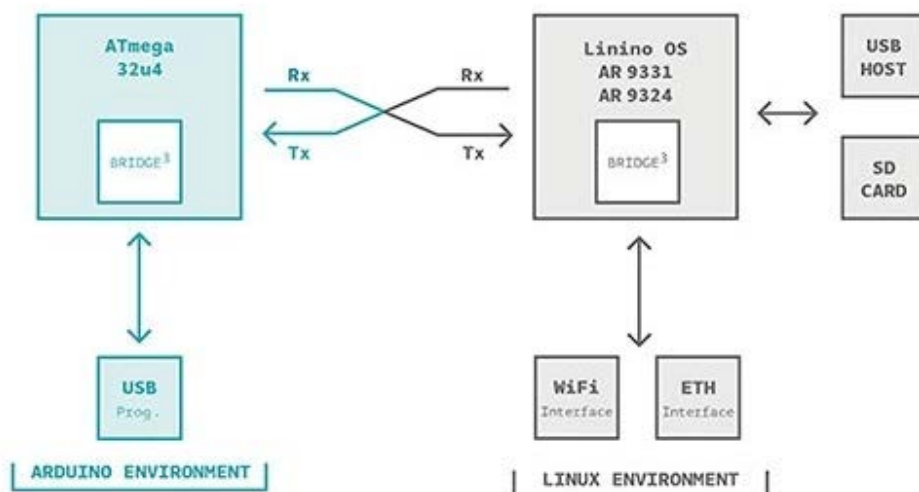 ATmega
32u4
BRIDGE³
Rx
Rx
Tx
Tx
Linino OS
AR 9331
AR 9324
BRIDGE³
USB
HOST
SD
CARD
USB
Prog.
WiFi
Interface
ETH
Interface
ARDUINO ENVIRONMENT
LINUX ENVIRONMENT